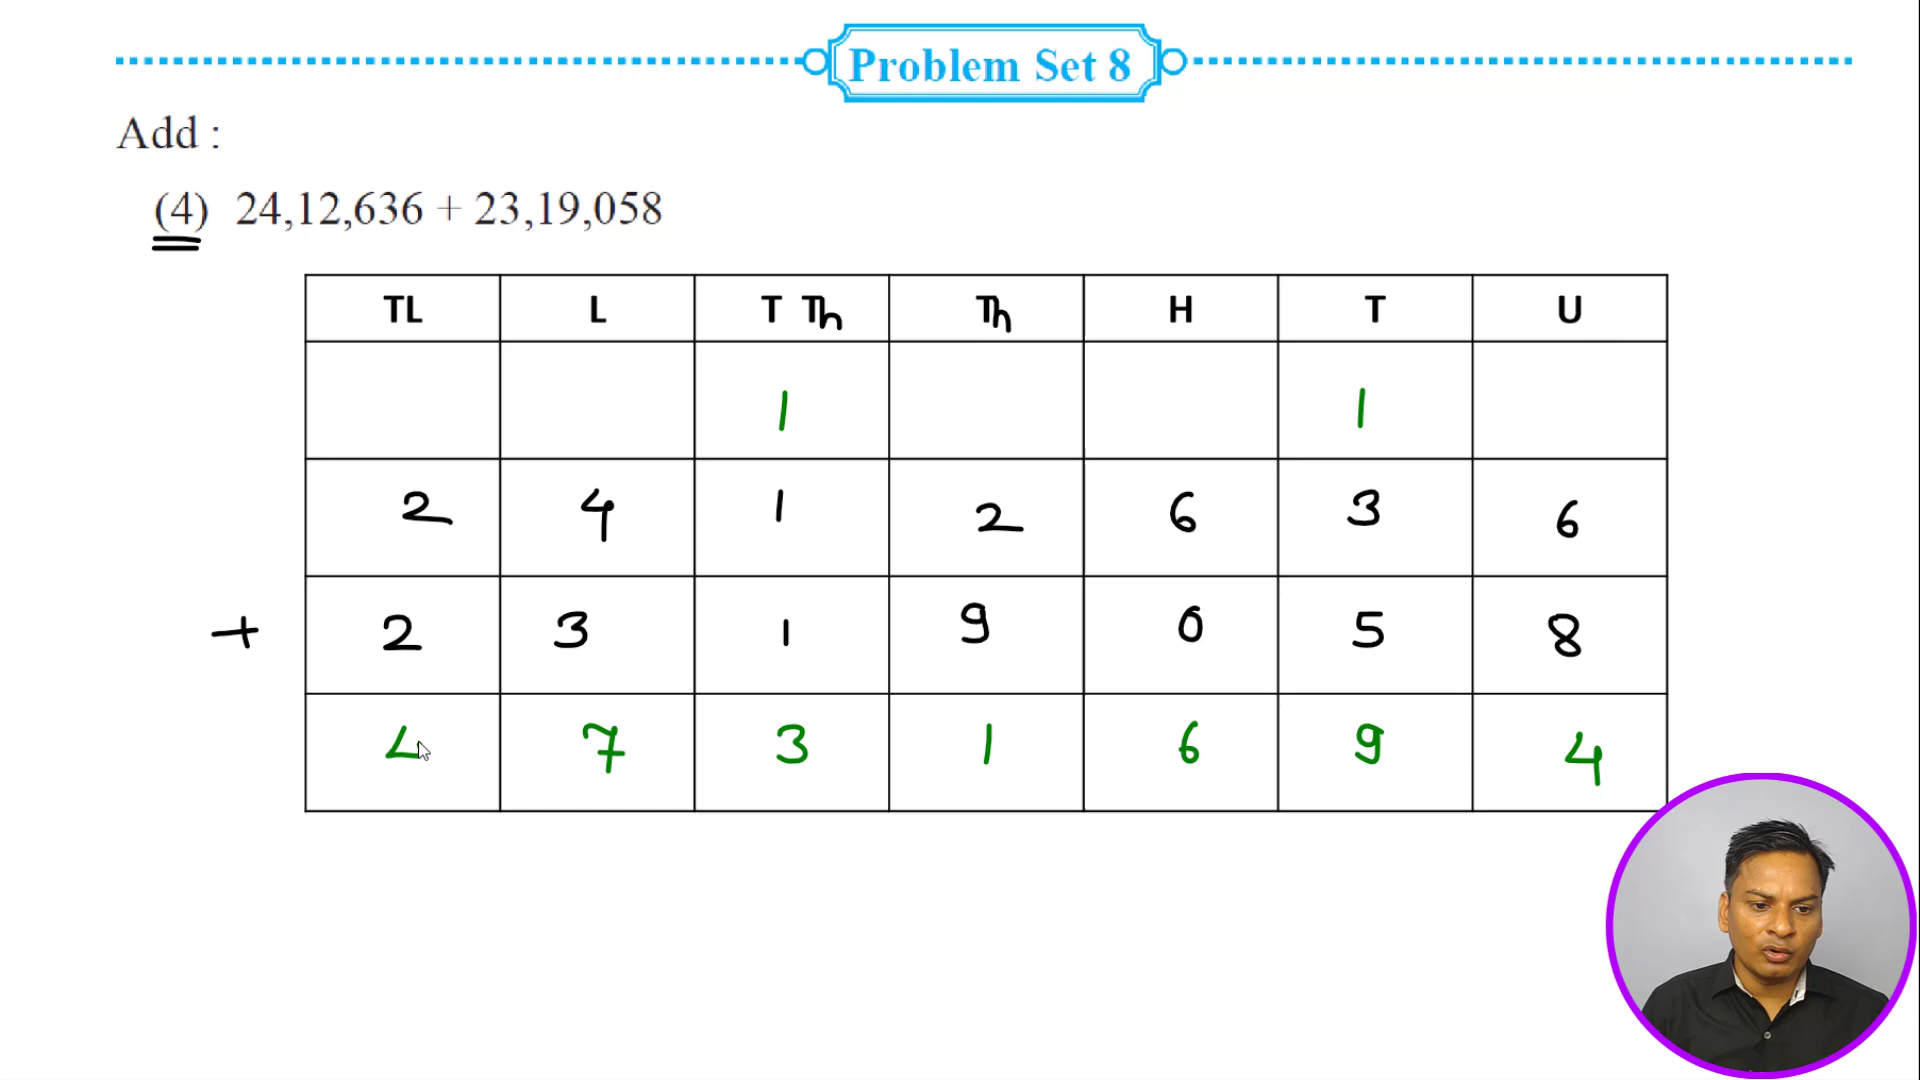 Problem Set 8
Add :
(4) 24,12,636 + 23,19,058
TL L T Th Th H T U
1 1
2 4 1 2 6 3 6
+ 2 3 1 9 0 5 8
4 7 3 1 6 9 4